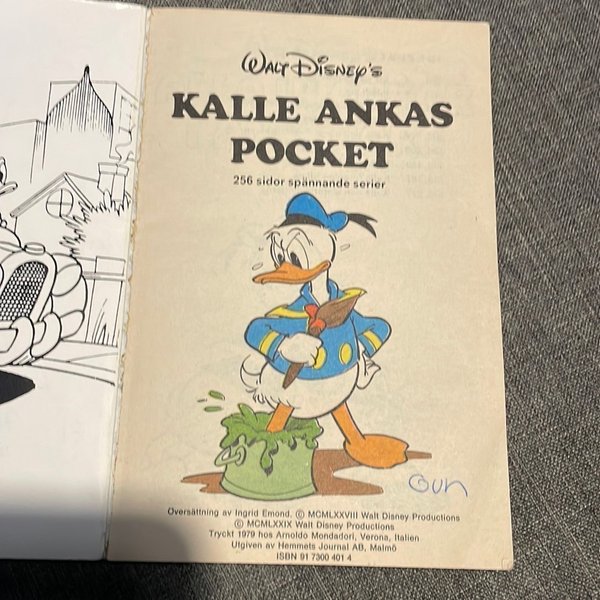 WALT DISNEY'S
KALLE ANKAS
POCKET
256 sidor spännande serier
Gun
Översättning av Ingrid Emond. © MCMLXXVIII Walt Disney Productions
© MCMLXXIX Walt Disney Productions
Tryckt 1979 hos Arnoldo Mondadori, Verona, Italien
Utgiven av Hemmets Journal AB, Malmö
ISBN 91 7300 401 4